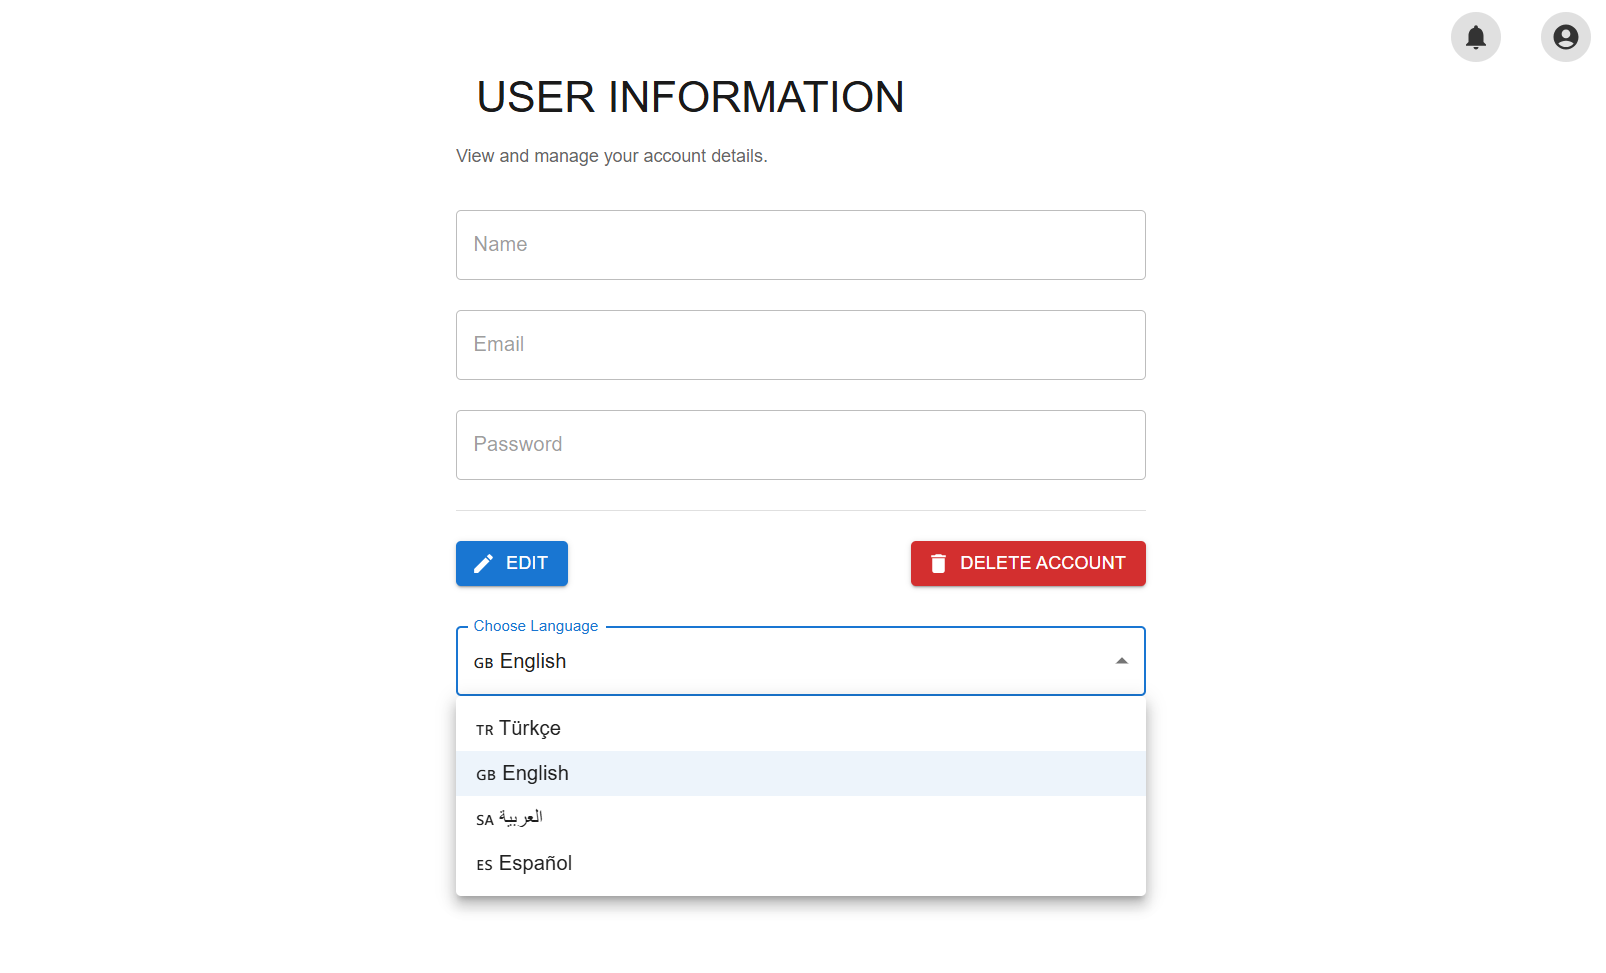 USER INFORMATION
View and manage your account details.
Name
Email
Password
EDIT
DELETE ACCOUNT
Choose Language
GB English
TR Türkçe
GB English
SA العربية
ES Español